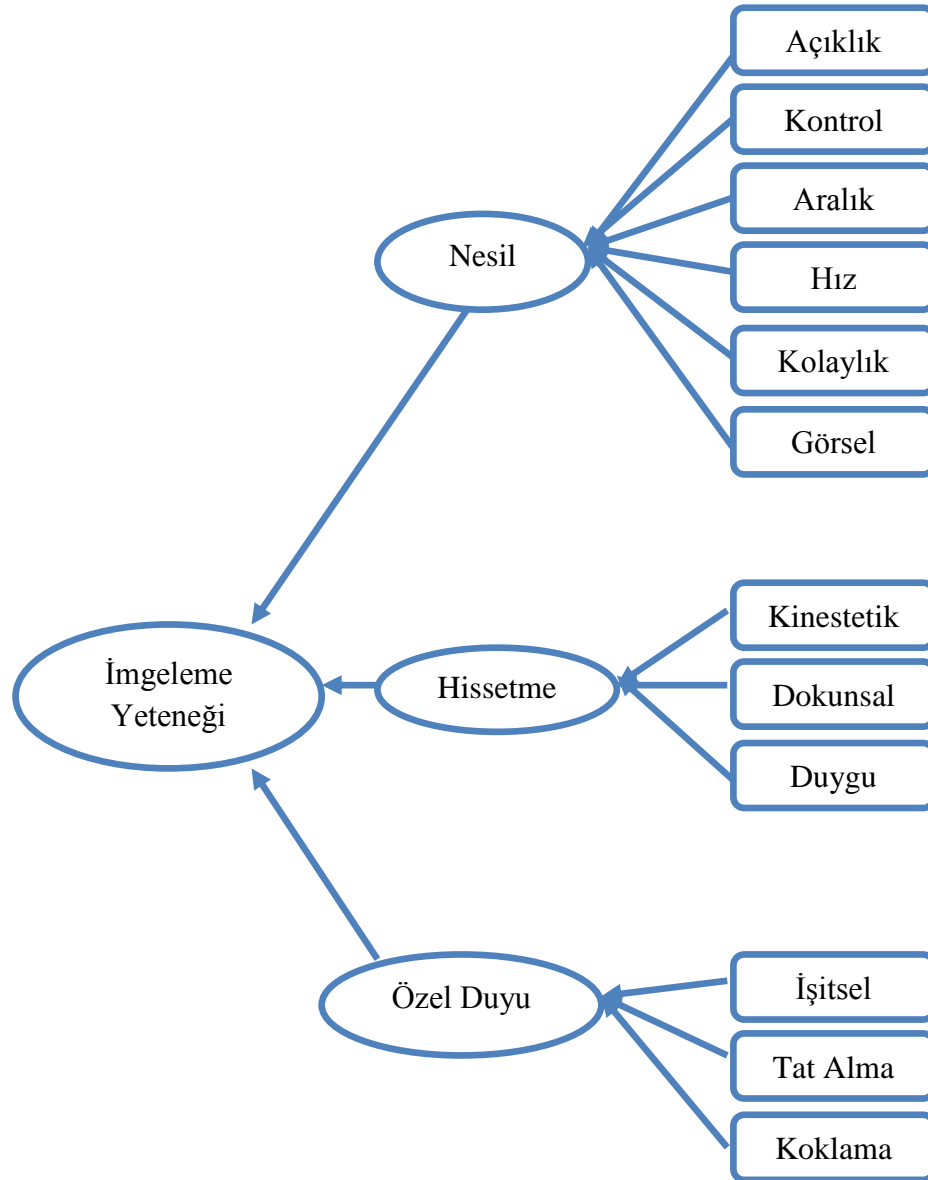 Açıklık
Kontrol
Aralık
Nesil
Hız
Kolaylık
Görsel
Kinestetik
İmgeleme
Yeteneği
Hissetme
Dokunsal
Duygu
Özel Duyu
İşitsel
Tat Alma
Koklama